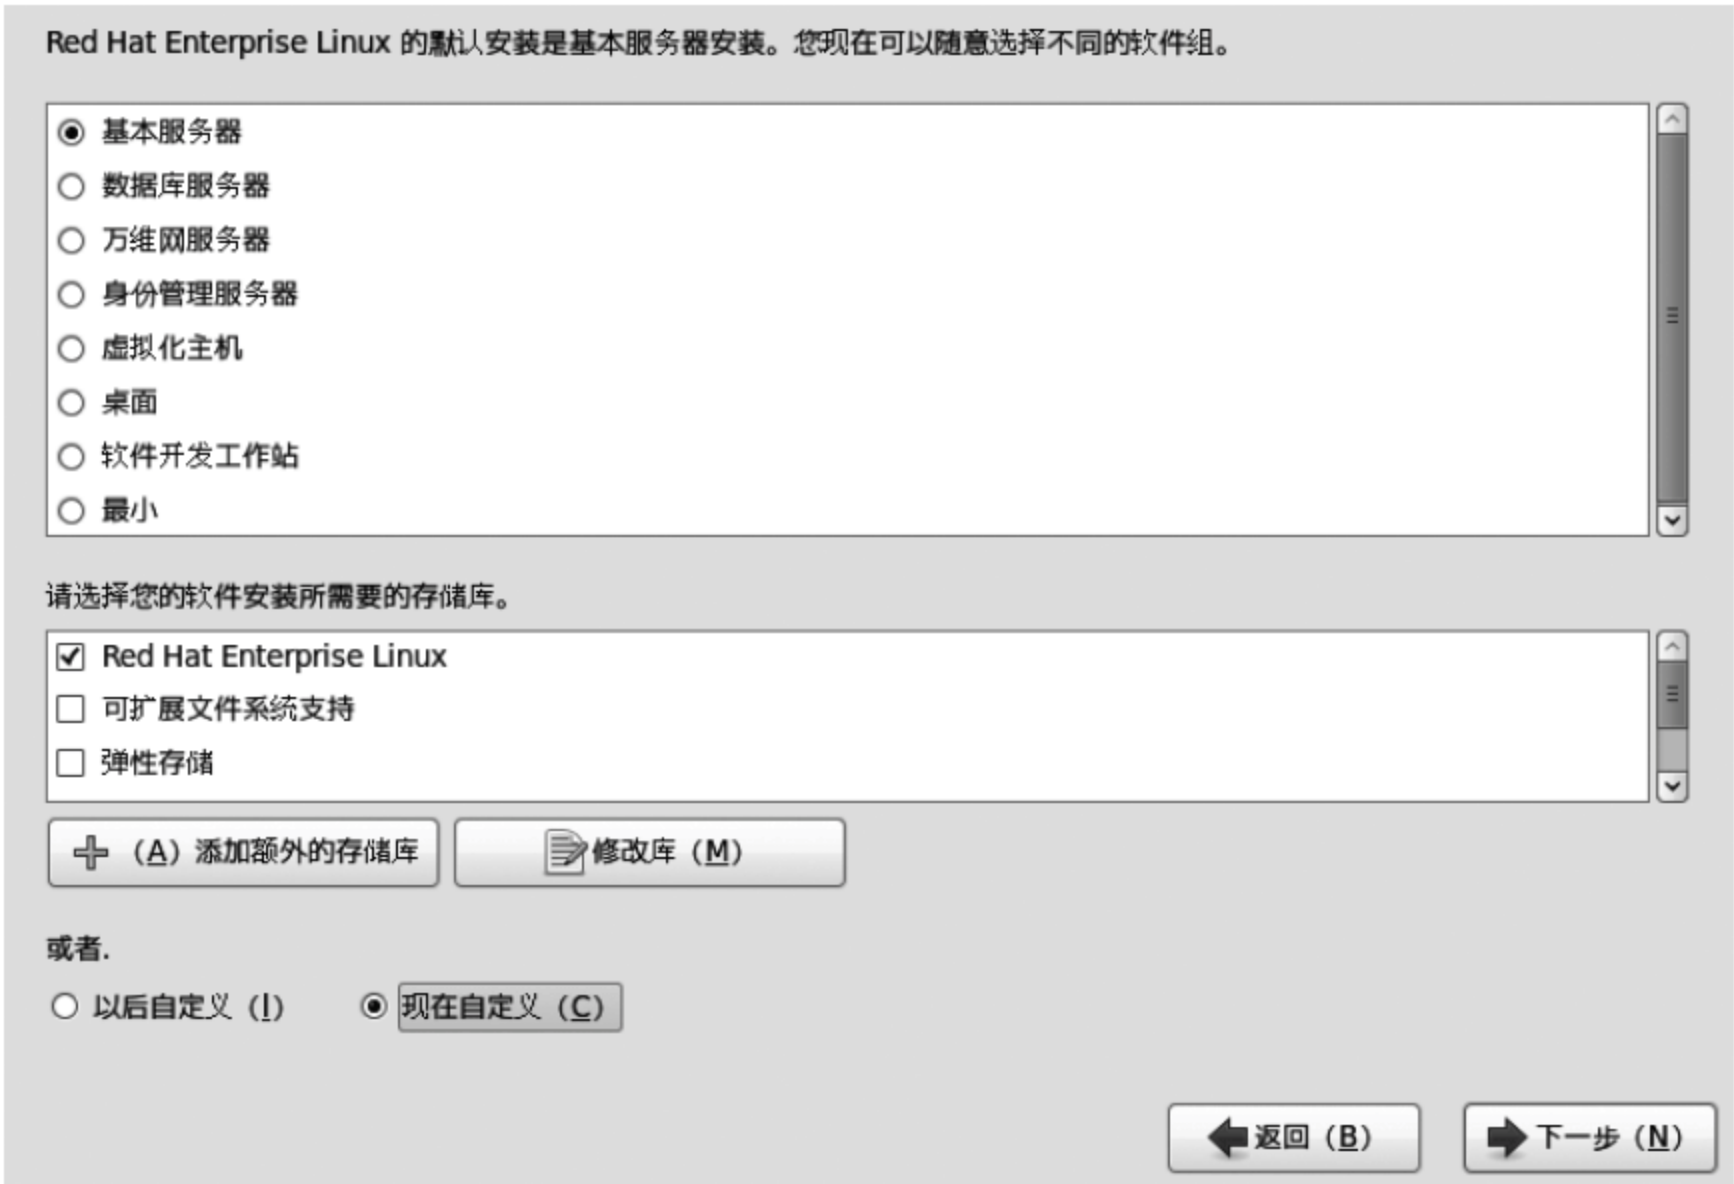 Red Hat Enterprise Linux 的默认安装是基本服务器安装。您现在可以随意选择不同的软件组。
基本服务器
数据库服务器
万维网服务器
身份管理服务器
虚拟化主机
桌面
软件开发工作站
最小
请选择您的软件安装所需要的存储库。
Red Hat Enterprise Linux
可扩展文件系统支持
弹性存储
(A) 添加额外的存储库 修改库 (M)
或者.
以后自定义 (I) 现在自定义 (C)
返回 (B) 下一步 (N)